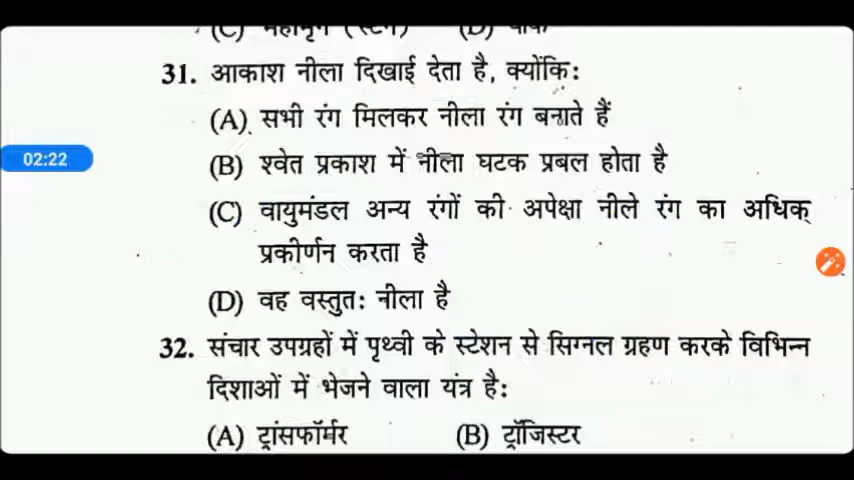 31. आकाश नीला दिखाई देता है, क्योंकि:
(A) सभी रंग मिलकर नीला रंग बनाते हैं
02:22
(B) श्वेत प्रकाश में नीला घटक प्रबल होता है
(C) वायुमंडल अन्य रंगों की अपेक्षा नीले रंग का अधिक्
प्रकीर्णन करता है
(D) वह वस्तुतः नीला है
32. संचार उपग्रहों में पृथ्वी के स्टेशन से सिग्नल ग्रहण करके विभिन्न
दिशाओं में भेजने वाला यंत्र है:
(A) ट्रांसफॉर्मर (B) ट्रॉजिस्टर